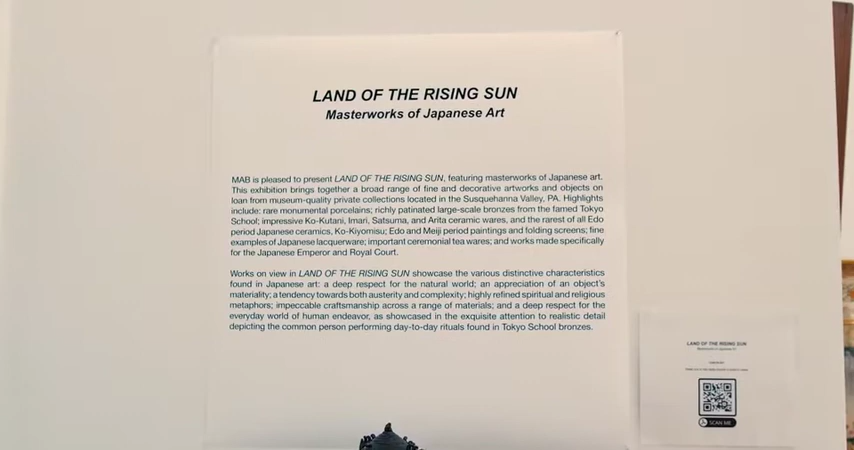 LAND OF THE RISING SUN
Masterworks of Japanese Art
MAB is pleased to present LAND OF THE RISING SUN, featuring masterworks of Japanese art.
This exhibition brings together a broad range of fine and decorative artworks and objects on
loan from museum-quality private collections located in the Susquehanna Valley, PA. Highlights
include: rare monumental porcelains; richly patinated large-scale bronzes from the famed Tokyo
School; impressive Ko-Kutani, Imari, Satsuma, and Arita ceramic wares, and the rarest of all Edo
period Japanese ceramics, Ko-Kiyomisu; Edo and Meiji period paintings and folding screens; fine
examples of Japanese lacquerware; important ceremonial tea wares; and works made specifically
for the Japanese Emperor and Royal Court.
Works on view in LAND OF THE RISING SUN showcase the various distinctive characteristics
found in Japanese art: a deep respect for the natural world; an appreciation of an object's
materiality; a tendency towards both austerity and complexity; highly refined spiritual and religious
metaphors; impeccable craftsmanship across a range of materials; and a deep respect for the
everyday world of human endeavor, as showcased in the exquisite attention to realistic detail
depicting the common person performing day-to-day rituals found in Tokyo School bronzes.
LAND OF THE RISING SUN
Masterworks of Japanese Art
SCAN ME